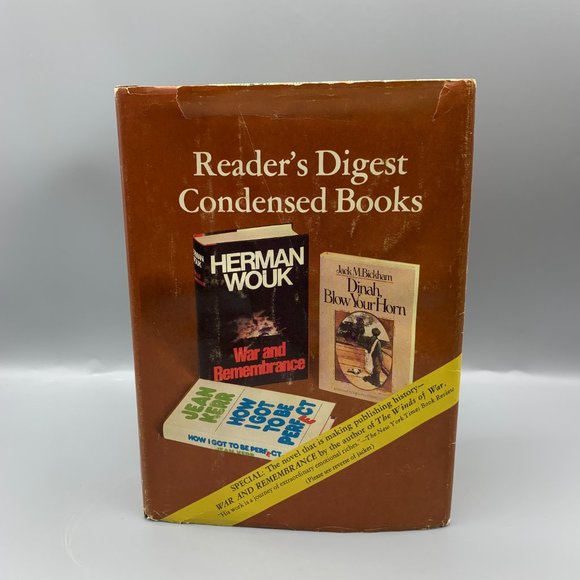 Reader's Digest
Condensed Books
HERMAN
WOUK
War and
Remembrance
Jack M. Bickham
Dinah,
Blow Your Horn
JEAN
KERR
HOW
I GOT
TO BE
PERFECT
HOW I GOT TO BE PERFECT
JEAN KERR
SPECIAL: The novel that is making publishing history—
WAR AND REMEMBRANCE by the author of The Winds of War.
"His work is a journey of extraordinary emotional riches."—The New York Times Book Review
(Please see reverse of jacket)